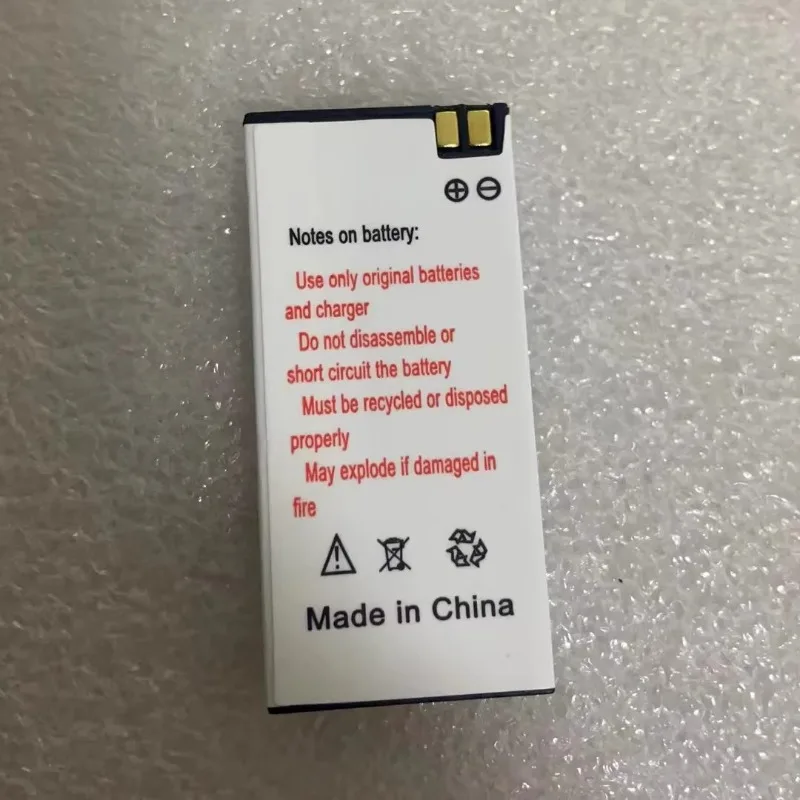 ⊕ ⊖
Notes on battery:
Use only original batteries
and charger
Do not disassemble or
short circuit the battery
Must be recycled or disposed
properly
May explode if damaged in
fire
Made in China